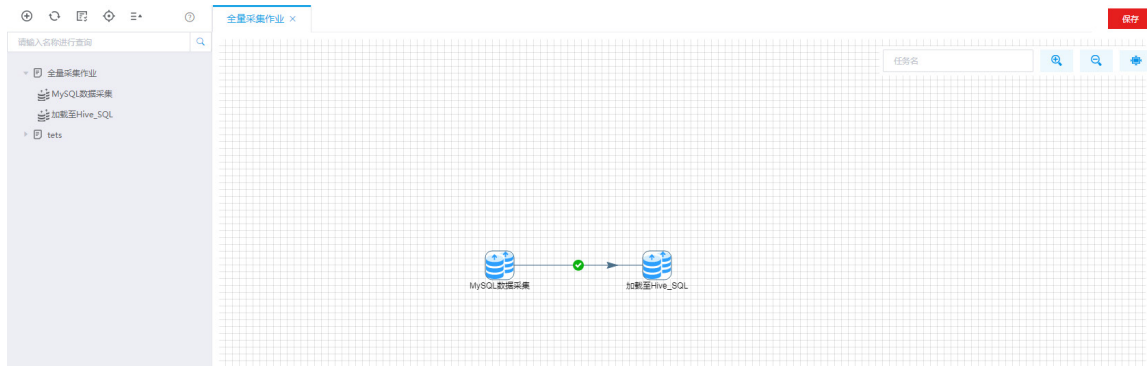 全量采集作业 ×
保存
请输入名称进行查询
任务名
全量采集作业
MySQL数据采集
加载至Hive_SQL
tets
MySQL数据采集
加载至Hive_SQL